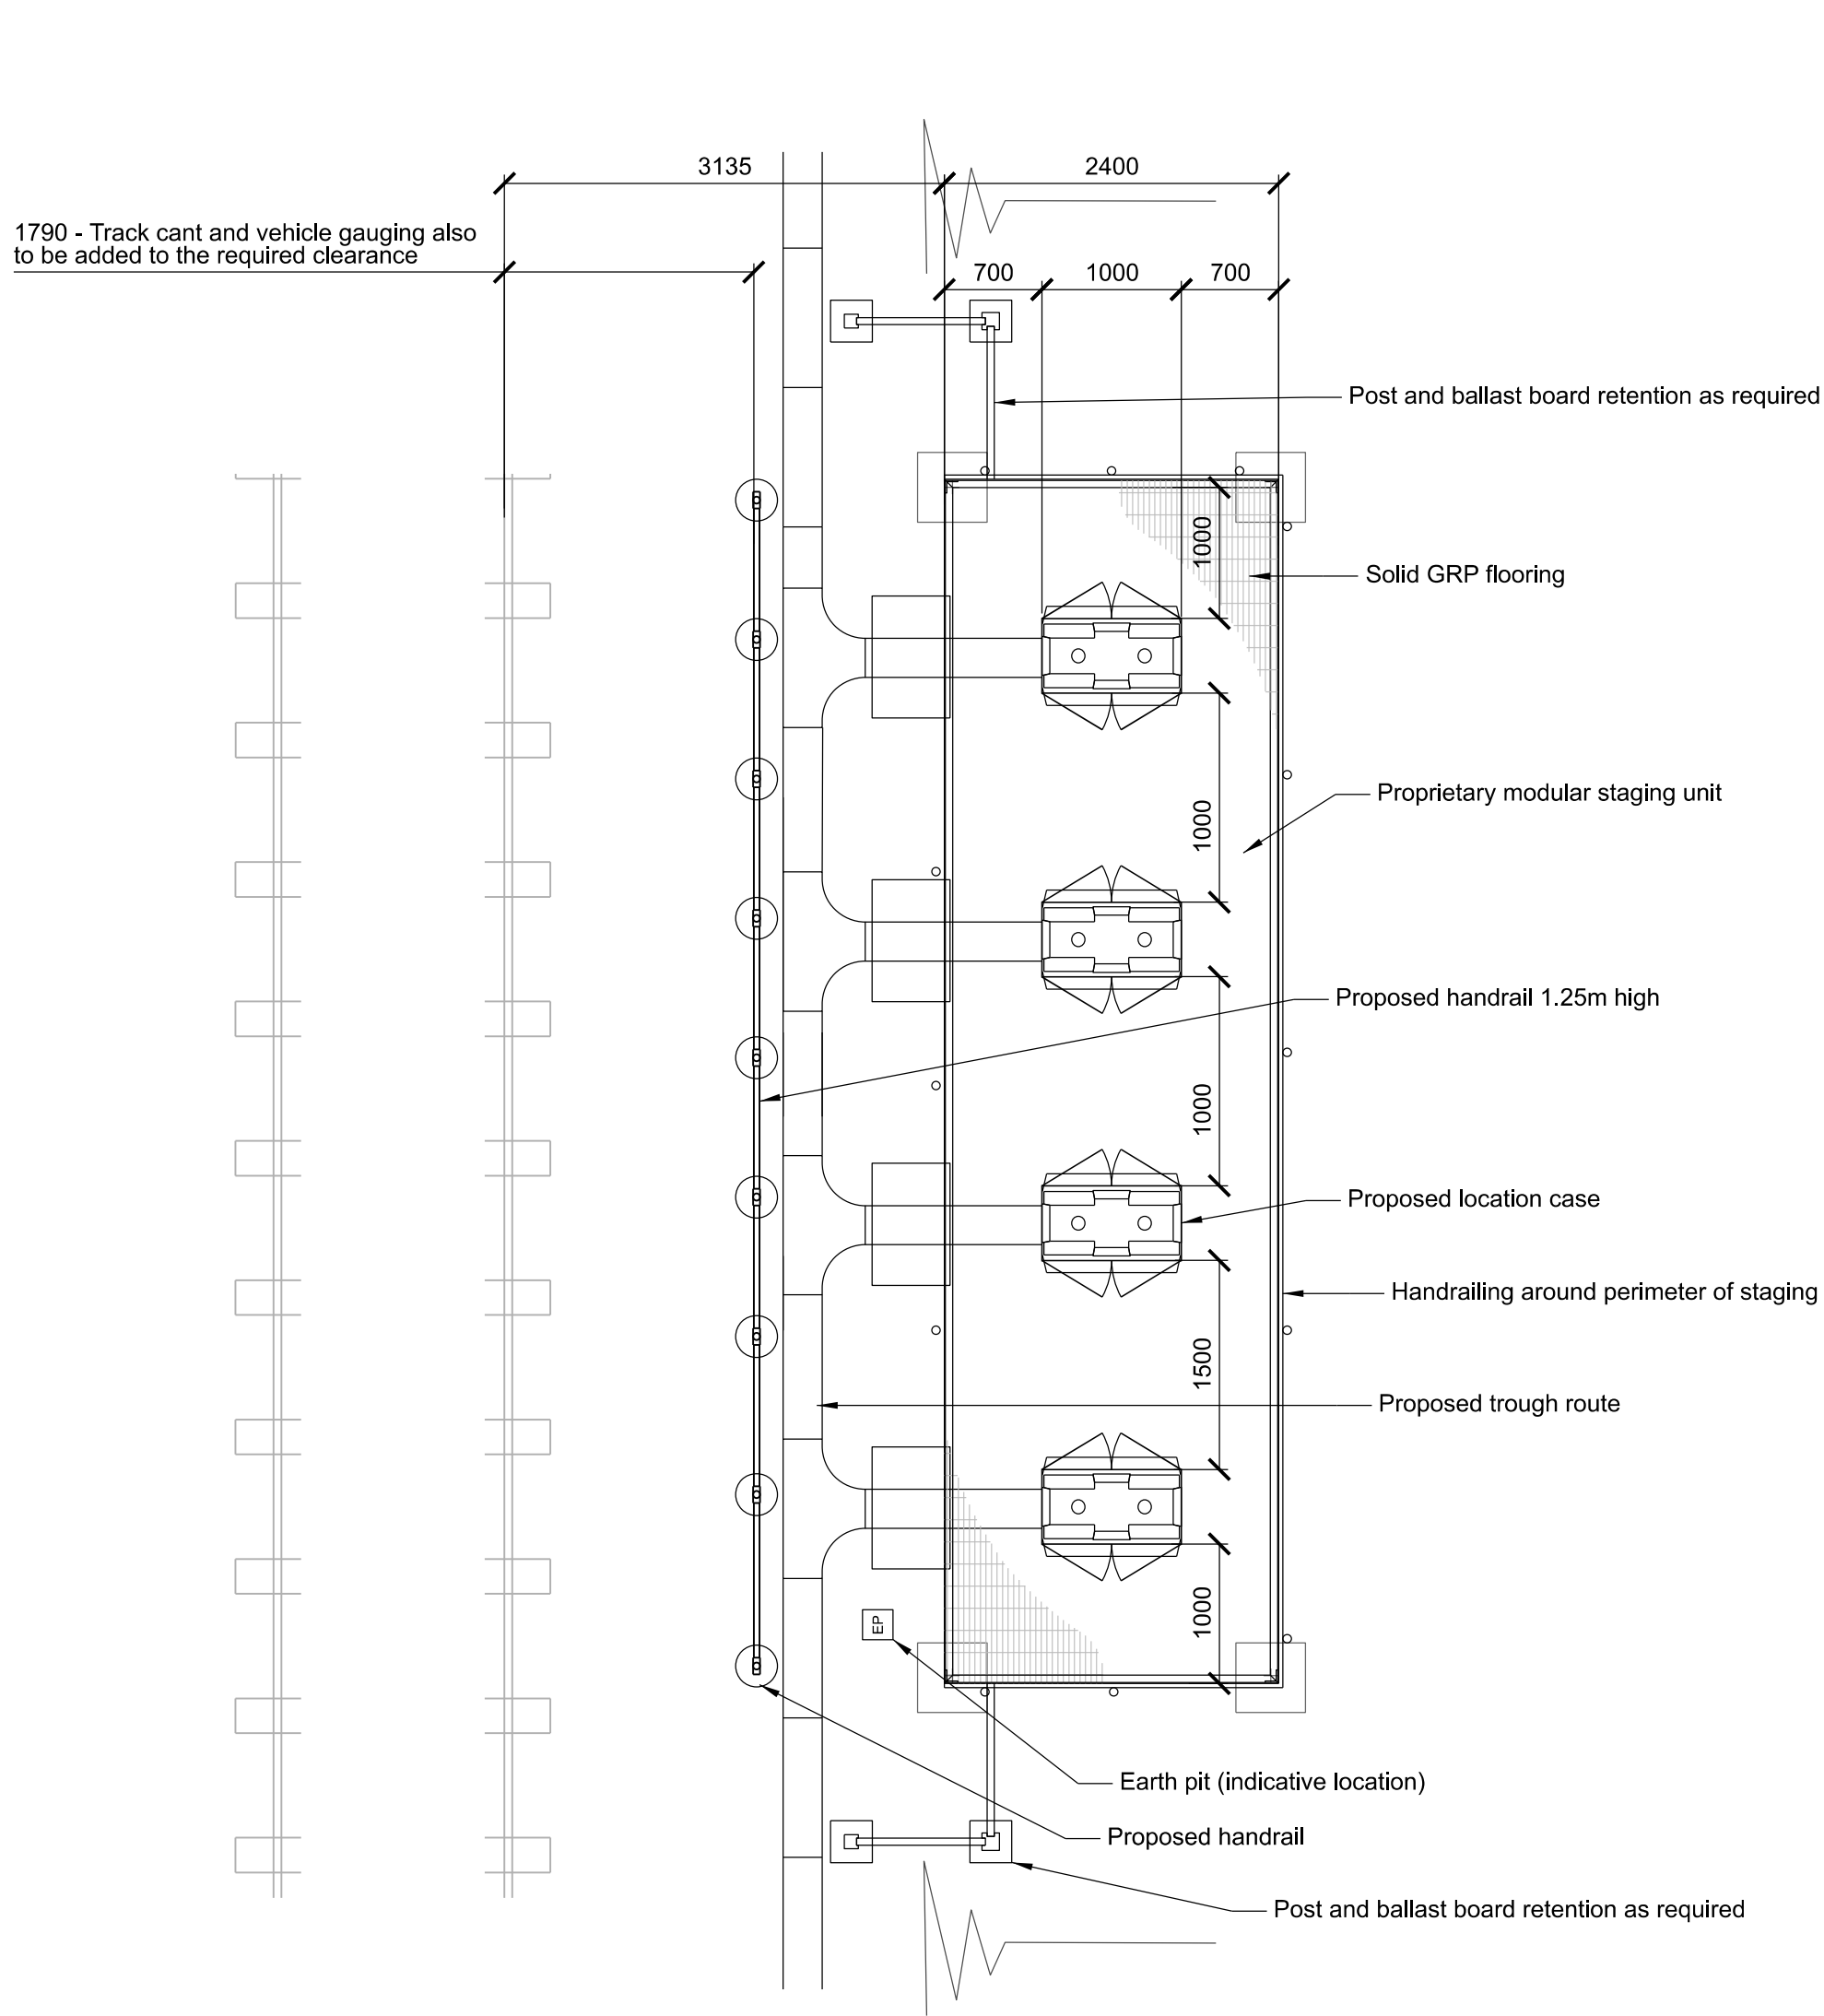 3135
2400
1790 - Track cant and vehicle gauging also
to be added to the required clearance
700
1000
700
Post and ballast board retention as required
1000
Solid GRP flooring
Proprietary modular staging unit
1000
Proposed handrail 1.25m high
1000
Proposed location case
Handrailing around perimeter of staging
1500
Proposed trough route
1000
EP
Earth pit (indicative location)
Proposed handrail
Post and ballast board retention as required